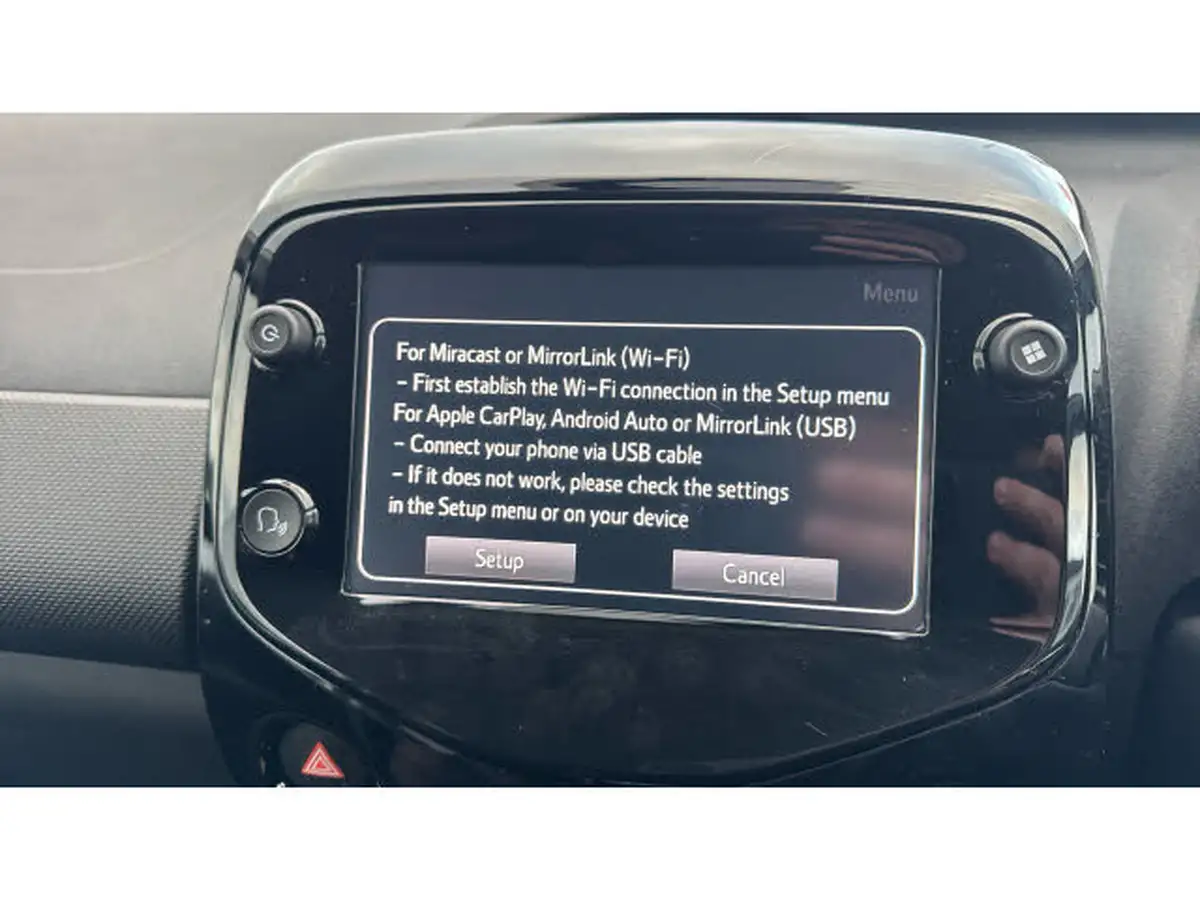 Menu
For Miracast or MirrorLink (Wi-Fi)
- First establish the Wi-Fi connection in the Setup menu
For Apple CarPlay, Android Auto or MirrorLink (USB)
- Connect your phone via USB cable
- If it does not work, please check the settings
in the Setup menu or on your device
Setup
Cancel